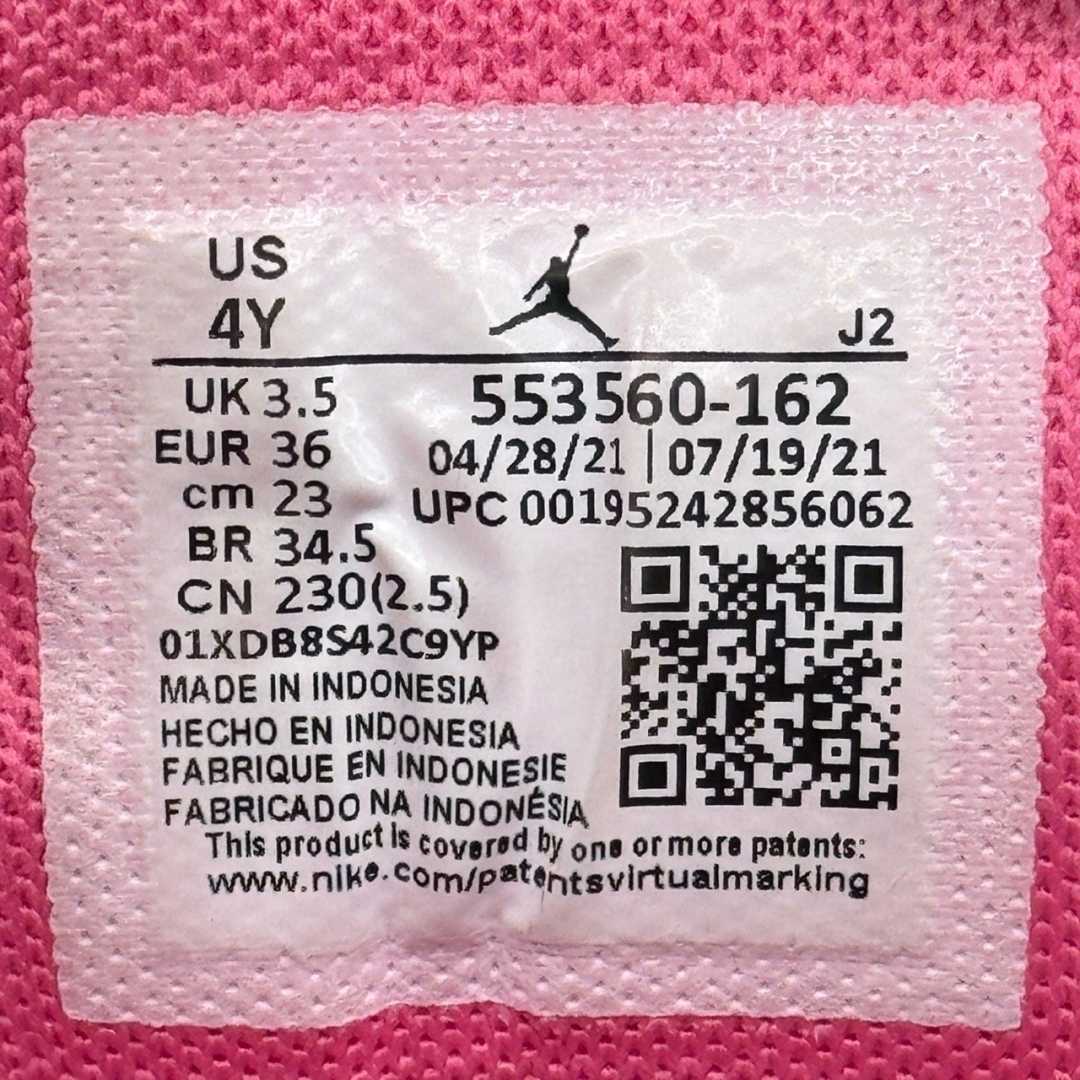 US
4Y
J2
UK 3.5
EUR 36
cm 23
BR 34.5
CN 230(2.5)
553560-162
04/28/21 | 07/19/21
UPC 00195242856062
01XDB8S42C9YP
MADE IN INDONESIA
HECHO EN INDONESIA
FABRIQUE EN INDONESIE
FABRICADO NA INDONÉSIA
This product is covered by one or more patents:
www.nike.com/patentsvirtualmarking